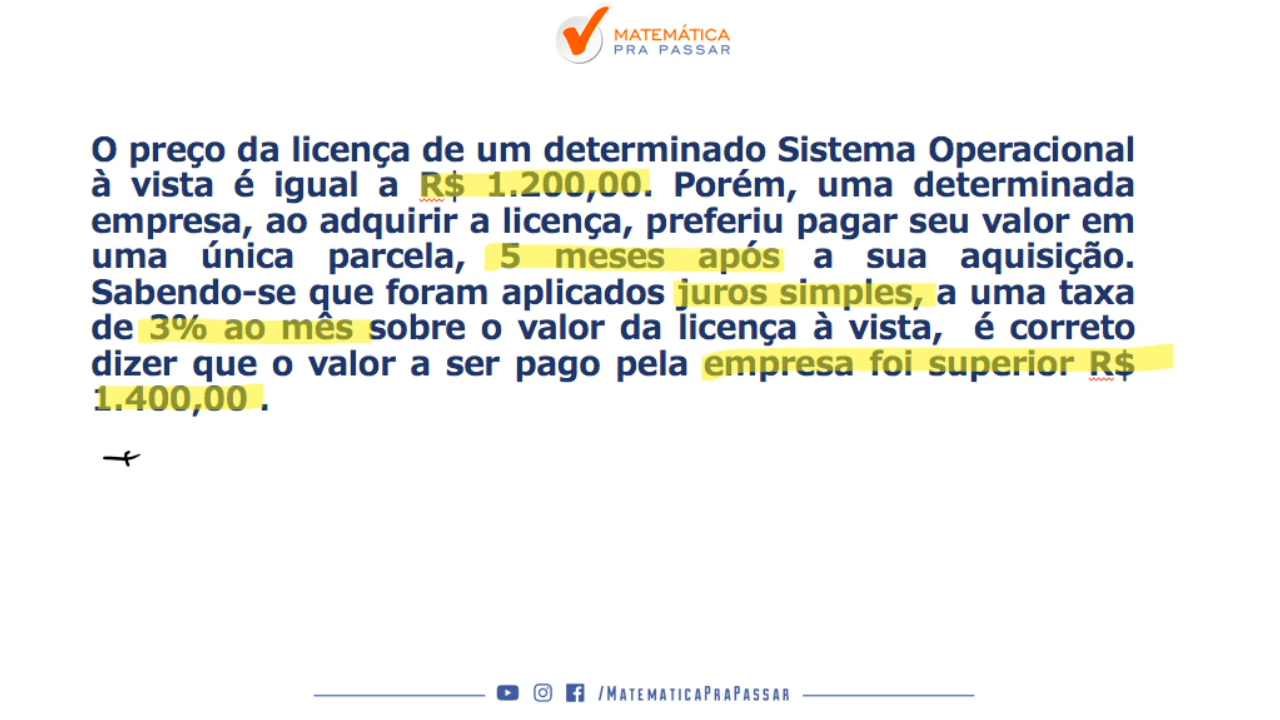 MATEMÁTICA
PRA PASSAR
O preço da licença de um determinado Sistema Operacional
à vista é igual a R$ 1.200,00. Porém, uma determinada
empresa, ao adquirir a licença, preferiu pagar seu valor em
uma única parcela, 5 meses após a sua aquisição.
Sabendo-se que foram aplicados juros simples, a uma taxa
de 3% ao mês sobre o valor da licença à vista, é correto
dizer que o valor a ser pago pela empresa foi superior R$
1.400,00 .
/MATEMATICAPRAPASSAR